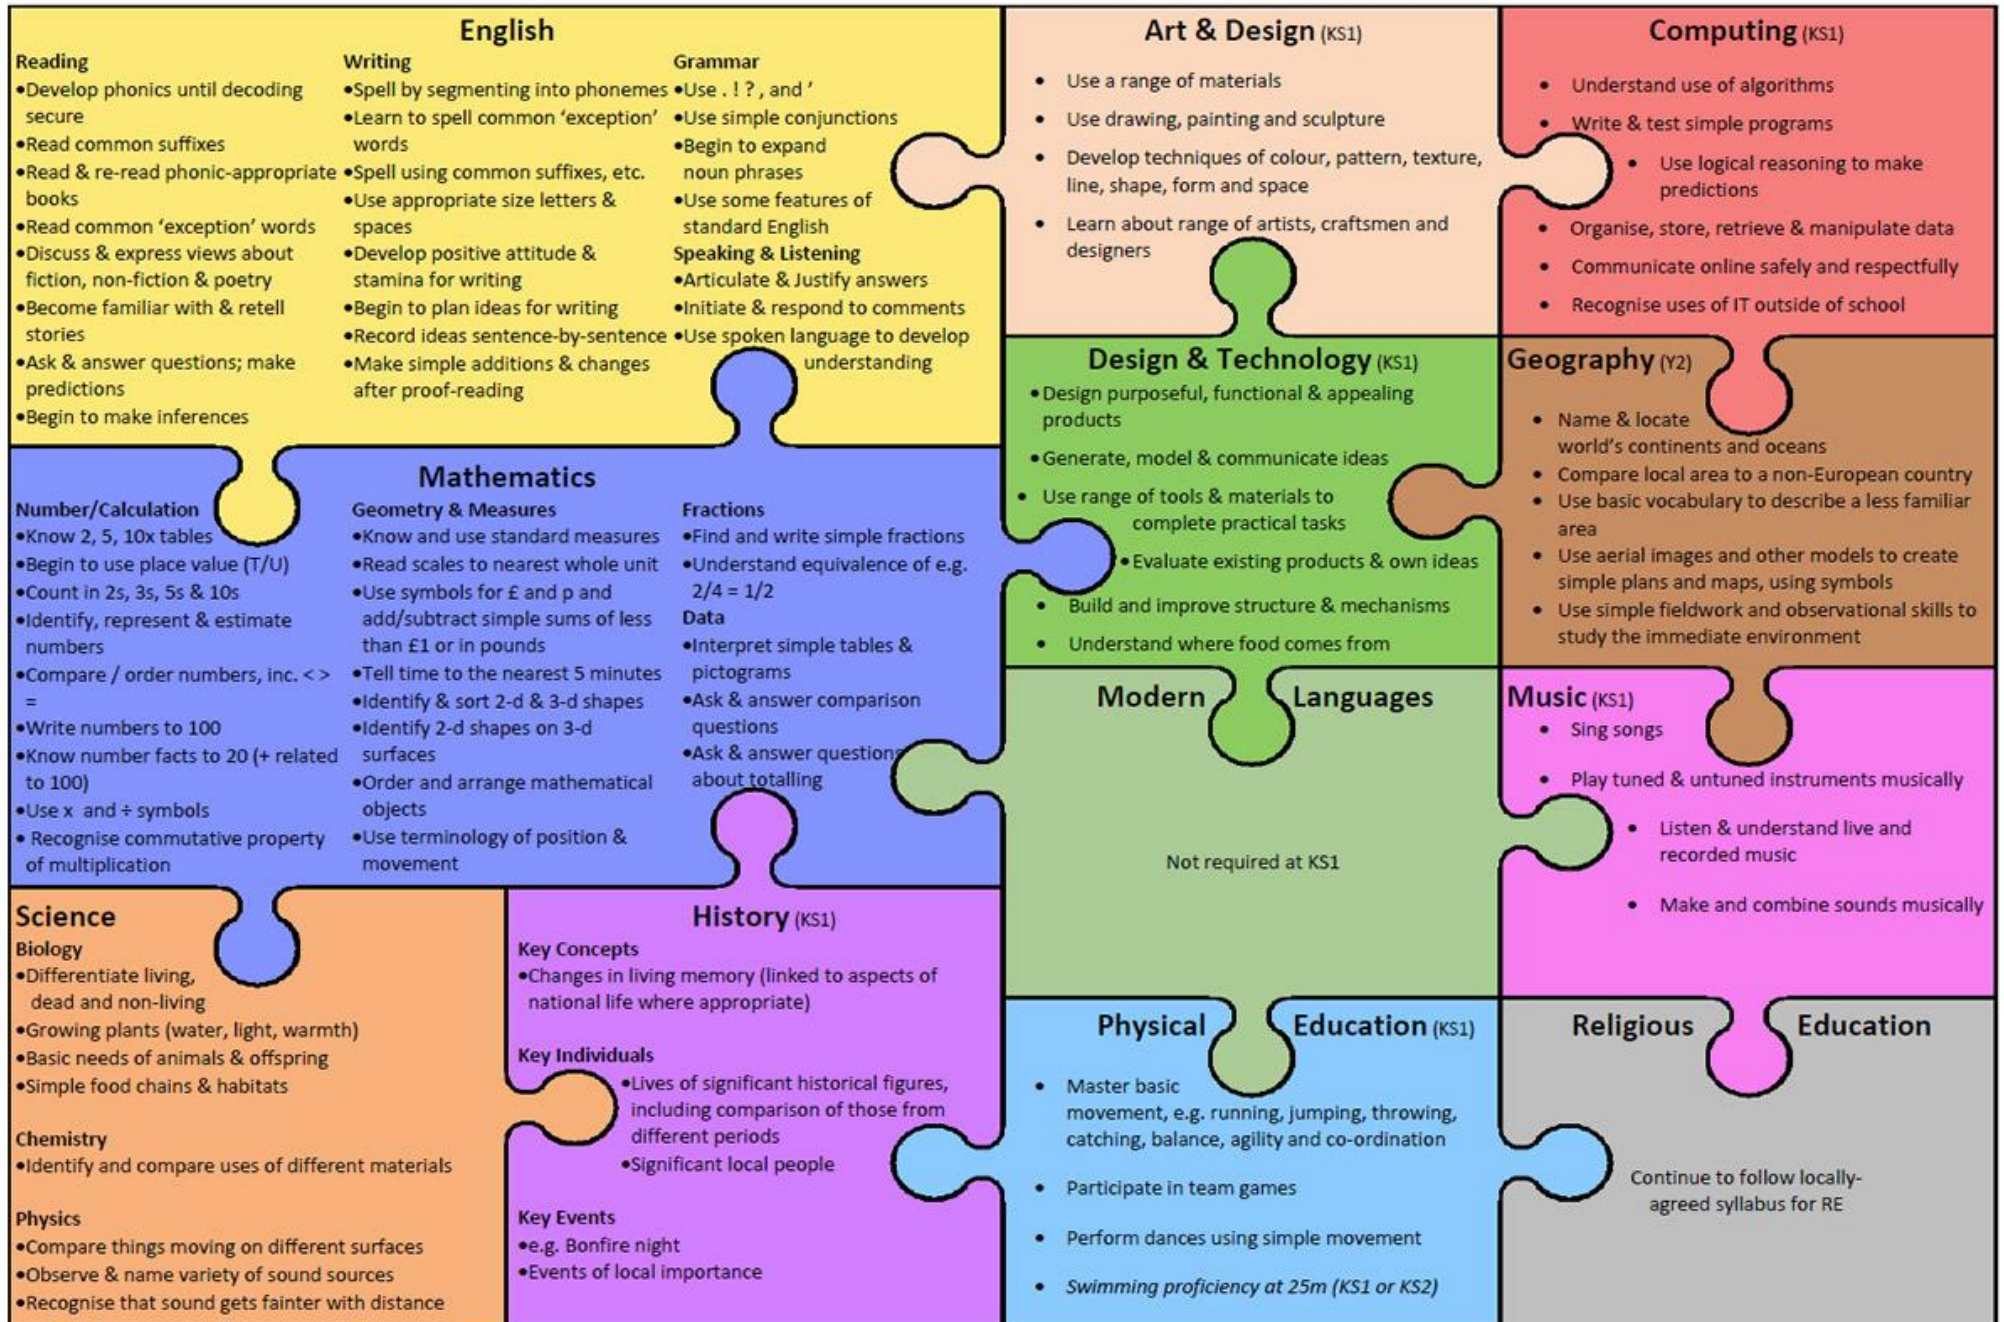 English
Reading
•Develop phonics until decoding
secure
•Read common suffixes
•Read & re-read phonic-appropriate
books
•Read common ‘exception’ words
•Discuss & express views about
fiction, non-fiction & poetry
•Become familiar with & retell
stories
•Ask & answer questions; make
predictions
•Begin to make inferences
Writing
•Spell by segmenting into phonemes
•Learn to spell common ‘exception’
words
•Spell using common suffixes, etc.
•Use appropriate size letters &
spaces
•Develop positive attitude &
stamina for writing
•Begin to plan ideas for writing
•Record ideas sentence-by-sentence
•Make simple additions & changes
after proof-reading
Grammar
•Use . ! ? , and ’
•Use simple conjunctions
•Begin to expand
noun phrases
•Use some features of
standard English
Speaking & Listening
•Articulate & Justify answers
•Initiate & respond to comments
•Use spoken language to develop
understanding
Art & Design (KS1)
• Use a range of materials
• Use drawing, painting and sculpture
• Develop techniques of colour, pattern, texture,
line, shape, form and space
• Learn about range of artists, craftsmen and
designers
Computing (KS1)
• Understand use of algorithms
• Write & test simple programs
• Use logical reasoning to make
predictions
• Organise, store, retrieve & manipulate data
• Communicate online safely and respectfully
• Recognise uses of IT outside of school
Mathematics
Number/Calculation
•Know 2, 5, 10x tables
•Begin to use place value (T/U)
•Count in 2s, 3s, 5s & 10s
•Identify, represent & estimate
numbers
•Compare / order numbers, inc. < >
=
•Write numbers to 100
•Know number facts to 20 (+ related
to 100)
•Use x and ÷ symbols
• Recognise commutative property
of multiplication
Geometry & Measures
•Know and use standard measures
•Read scales to nearest whole unit
•Use symbols for £ and p and
add/subtract simple sums of less
than £1 or in pounds
•Tell time to the nearest 5 minutes
•Identify & sort 2-d & 3-d shapes
•Identify 2-d shapes on 3-d
surfaces
•Order and arrange mathematical
objects
•Use terminology of position &
movement
Fractions
•Find and write simple fractions
•Understand equivalence of e.g.
2/4 = 1/2
Data
•Interpret simple tables &
pictograms
•Ask & answer comparison
questions
•Ask & answer questions
about totalling
Design & Technology (KS1)
•Design purposeful, functional & appealing
products
•Generate, model & communicate ideas
• Use range of tools & materials to
complete practical tasks
•Evaluate existing products & own ideas
• Build and improve structure & mechanisms
• Understand where food comes from
Geography (Y2)
• Name & locate
world’s continents and oceans
• Compare local area to a non-European country
• Use basic vocabulary to describe a less familiar
area
• Use aerial images and other models to create
simple plans and maps, using symbols
• Use simple fieldwork and observational skills to
study the immediate environment
Modern Languages
Not required at KS1
Music (KS1)
• Sing songs
• Play tuned & untuned instruments musically
• Listen & understand live and
recorded music
• Make and combine sounds musically
Science
Biology
•Differentiate living,
dead and non-living
•Growing plants (water, light, warmth)
•Basic needs of animals & offspring
•Simple food chains & habitats
Chemistry
•Identify and compare uses of different materials
Physics
•Compare things moving on different surfaces
•Observe & name variety of sound sources
•Recognise that sound gets fainter with distance
History (KS1)
Key Concepts
•Changes in living memory (linked to aspects of
national life where appropriate)
Key Individuals
•Lives of significant historical figures,
including comparison of those from
different periods
•Significant local people
Key Events
•e.g. Bonfire night
•Events of local importance
Physical Education (KS1)
• Master basic
movement, e.g. running, jumping, throwing,
catching, balance, agility and co-ordination
• Participate in team games
• Perform dances using simple movement
• Swimming proficiency at 25m (KS1 or KS2)
Religious Education
Continue to follow locally-
agreed syllabus for RE